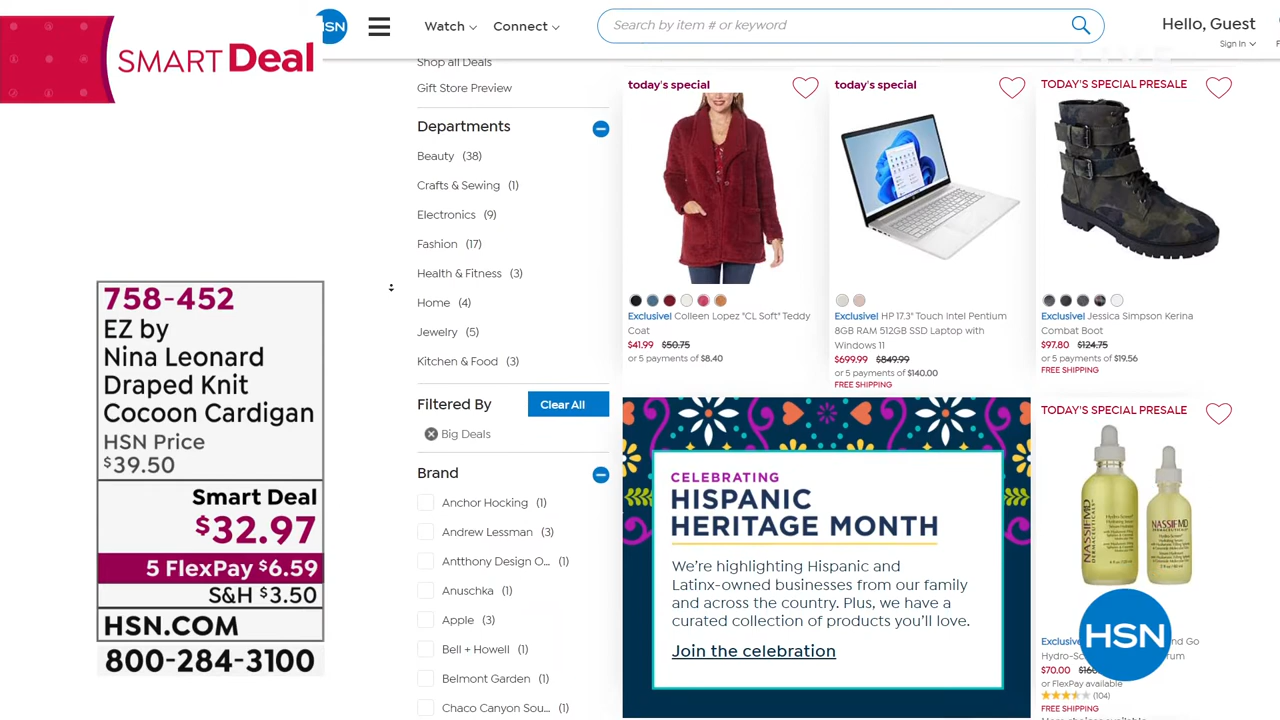 SMART Deal
HSN
Watch
Connect
Search by item # or keyword
Hello, Guest
Sign In
758-452
EZ by
Nina Leonard
Draped Knit
Cocoon Cardigan
HSN Price
$39.50
Smart Deal
$32.97
5 FlexPay $6.59
S&H $3.50
HSN.COM
800-284-3100
Shop all Deals
Gift Store Preview
Departments
Beauty (38)
Crafts & Sewing (1)
Electronics (9)
Fashion (17)
Health & Fitness (3)
Home (4)
Jewelry (5)
Kitchen & Food (3)
Filtered By
Clear All
Big Deals
Brand
Anchor Hocking (1)
Andrew Lessman (3)
Antthony Design O... (1)
Anuschka (1)
Apple (3)
Bell + Howell (1)
Belmont Garden (1)
Chaco Canyon Sou... (1)
today's special
Exclusive! Colleen Lopez "CL Soft" Teddy
Coat
$41.99 $50.75
or 5 payments of $8.40
today's special
Exclusive! HP 17.3" Touch Intel Pentium
8GB RAM 512GB SSD Laptop with
Windows 11
$699.99 $849.99
or 5 payments of $140.00
FREE SHIPPING
TODAY'S SPECIAL PRESALE
Exclusive! Jessica Simpson Kerina
Combat Boot
$97.80 $124.75
or 5 payments of $19.56
FREE SHIPPING
CELEBRATING
HISPANIC
HERITAGE MONTH
We're highlighting Hispanic and
Latinx-owned businesses from our family
and across the country. Plus, we have a
curated collection of products you'll love.
Join the celebration
TODAY'S SPECIAL PRESALE
NASSIFMD
DERMACEUTICALS
NASSIFMD
DERMACEUTICALS
HSN
Exclusive nd Go
$70.00
or FlexPay available
(104)
FREE SHIPPING